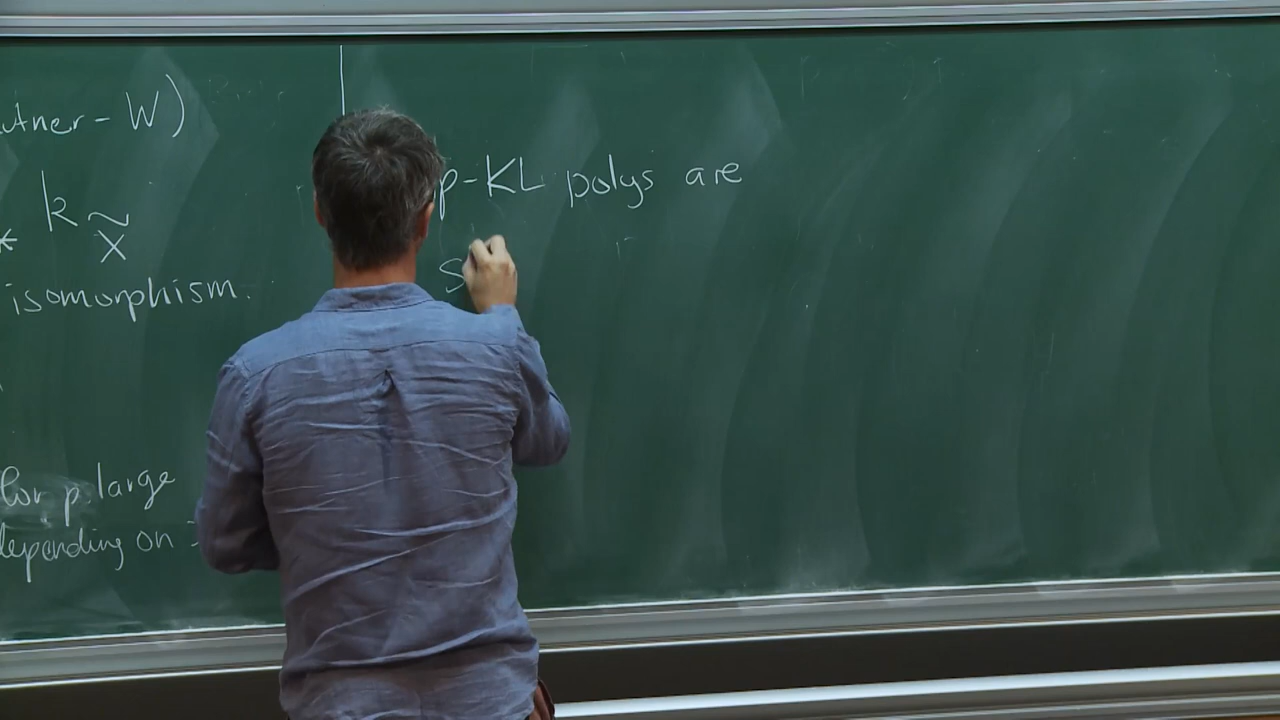 utner - W)
k
~
X
isomorphism.
for p large
depending on
p-KL polys are
S